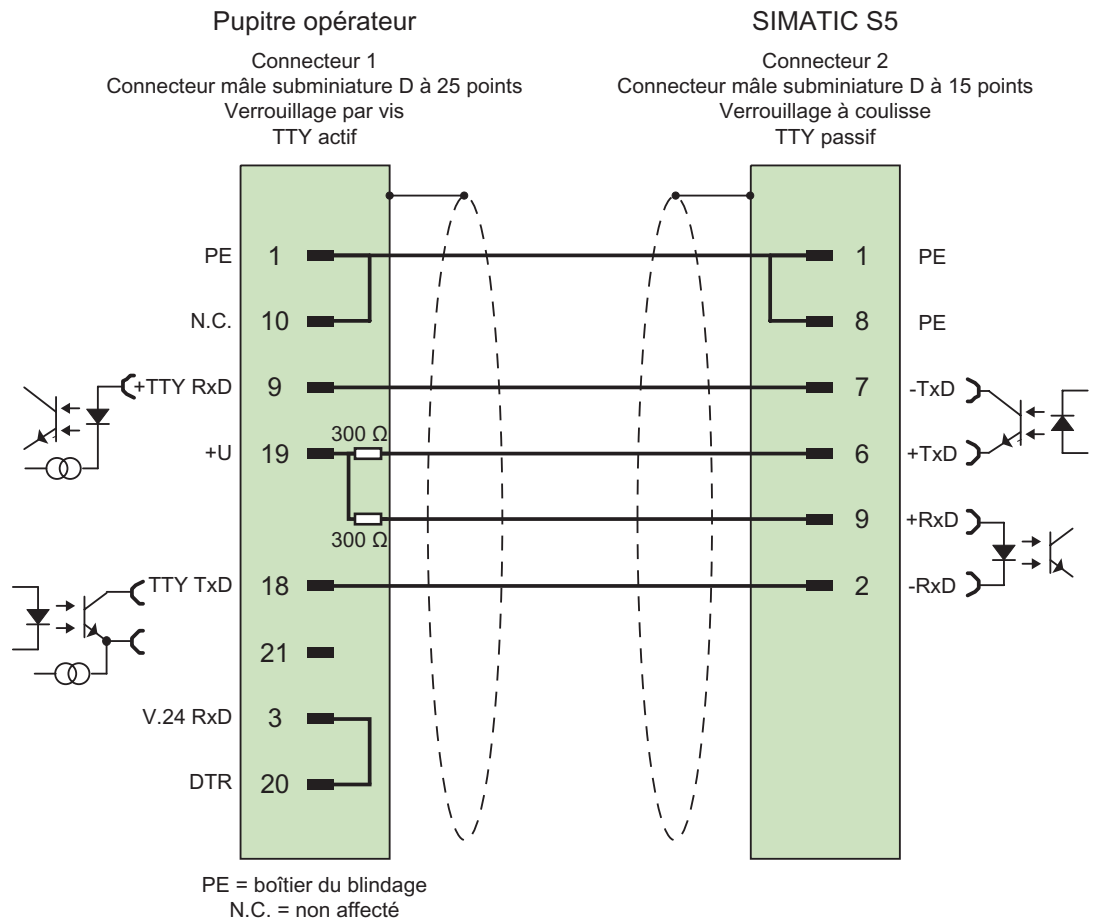 Pupitre opérateur
SIMATIC S5
Connecteur 1
Connecteur mâle subminiature D à 25 points
Verrouillage par vis
TTY actif
Connecteur 2
Connecteur mâle subminiature D à 15 points
Verrouillage à coulisse
TTY passif
PE 1 1 PE
N.C. 10 8 PE
+TTY RxD 9 7 -TxD
300 Ω
+U 19 6 +TxD
9 +RxD
300 Ω
TTY TxD 18 2 -RxD
21
V.24 RxD 3
DTR 20
PE = boîtier du blindage
N.C. = non affecté